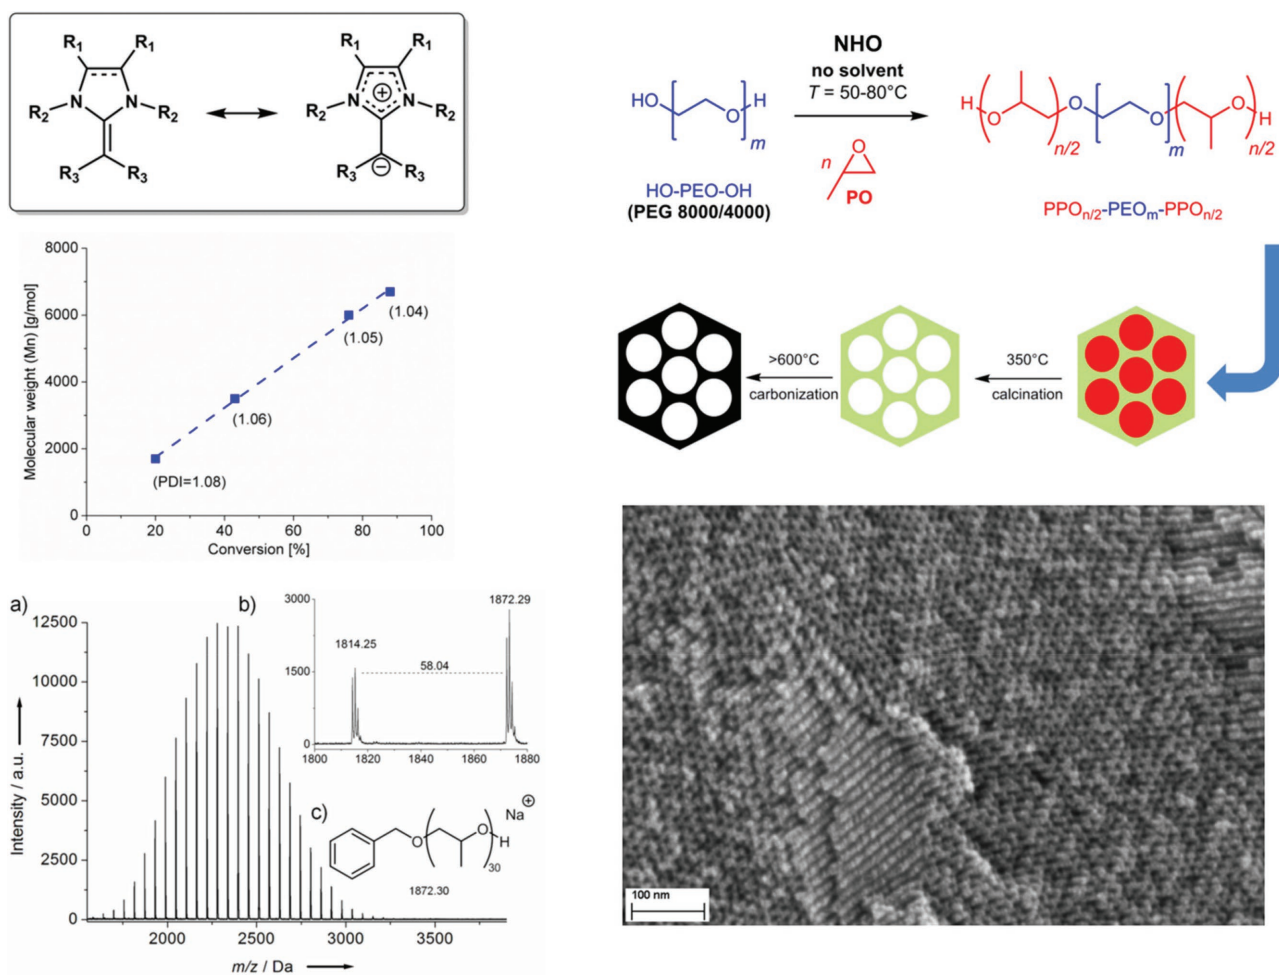 R1 R1
R2 N N R2
R3 R3
R1 R1
⊕
R2 N N R2
R3 R3
⊖
8000
6000
4000
2000
0
Molecular weight (Mn) [g/mol]
(1.04)
(1.05)
(1.06)
(PDI=1.08)
0 20 40 60 80 100
Conversion [%]
a)
12500
10000
7500
5000
2500
0
Intensity / a.u.
2000 2500 3000 3500
m/z / Da
b)
3000
1500
0
1872.29
1814.25
58.04
1800 1820 1840 1860 1880
c)
O O H Na⊕
30
1872.30
HO O H
m
HO-PEO-OH
(PEG 8000/4000)
NHO
no solvent
T = 50-80°C
n O
PO
H O n/2 O O m O H n/2
PPOn/2-PEOm-PPOn/2
>600°C
carbonization
350°C
calcination
100 nm